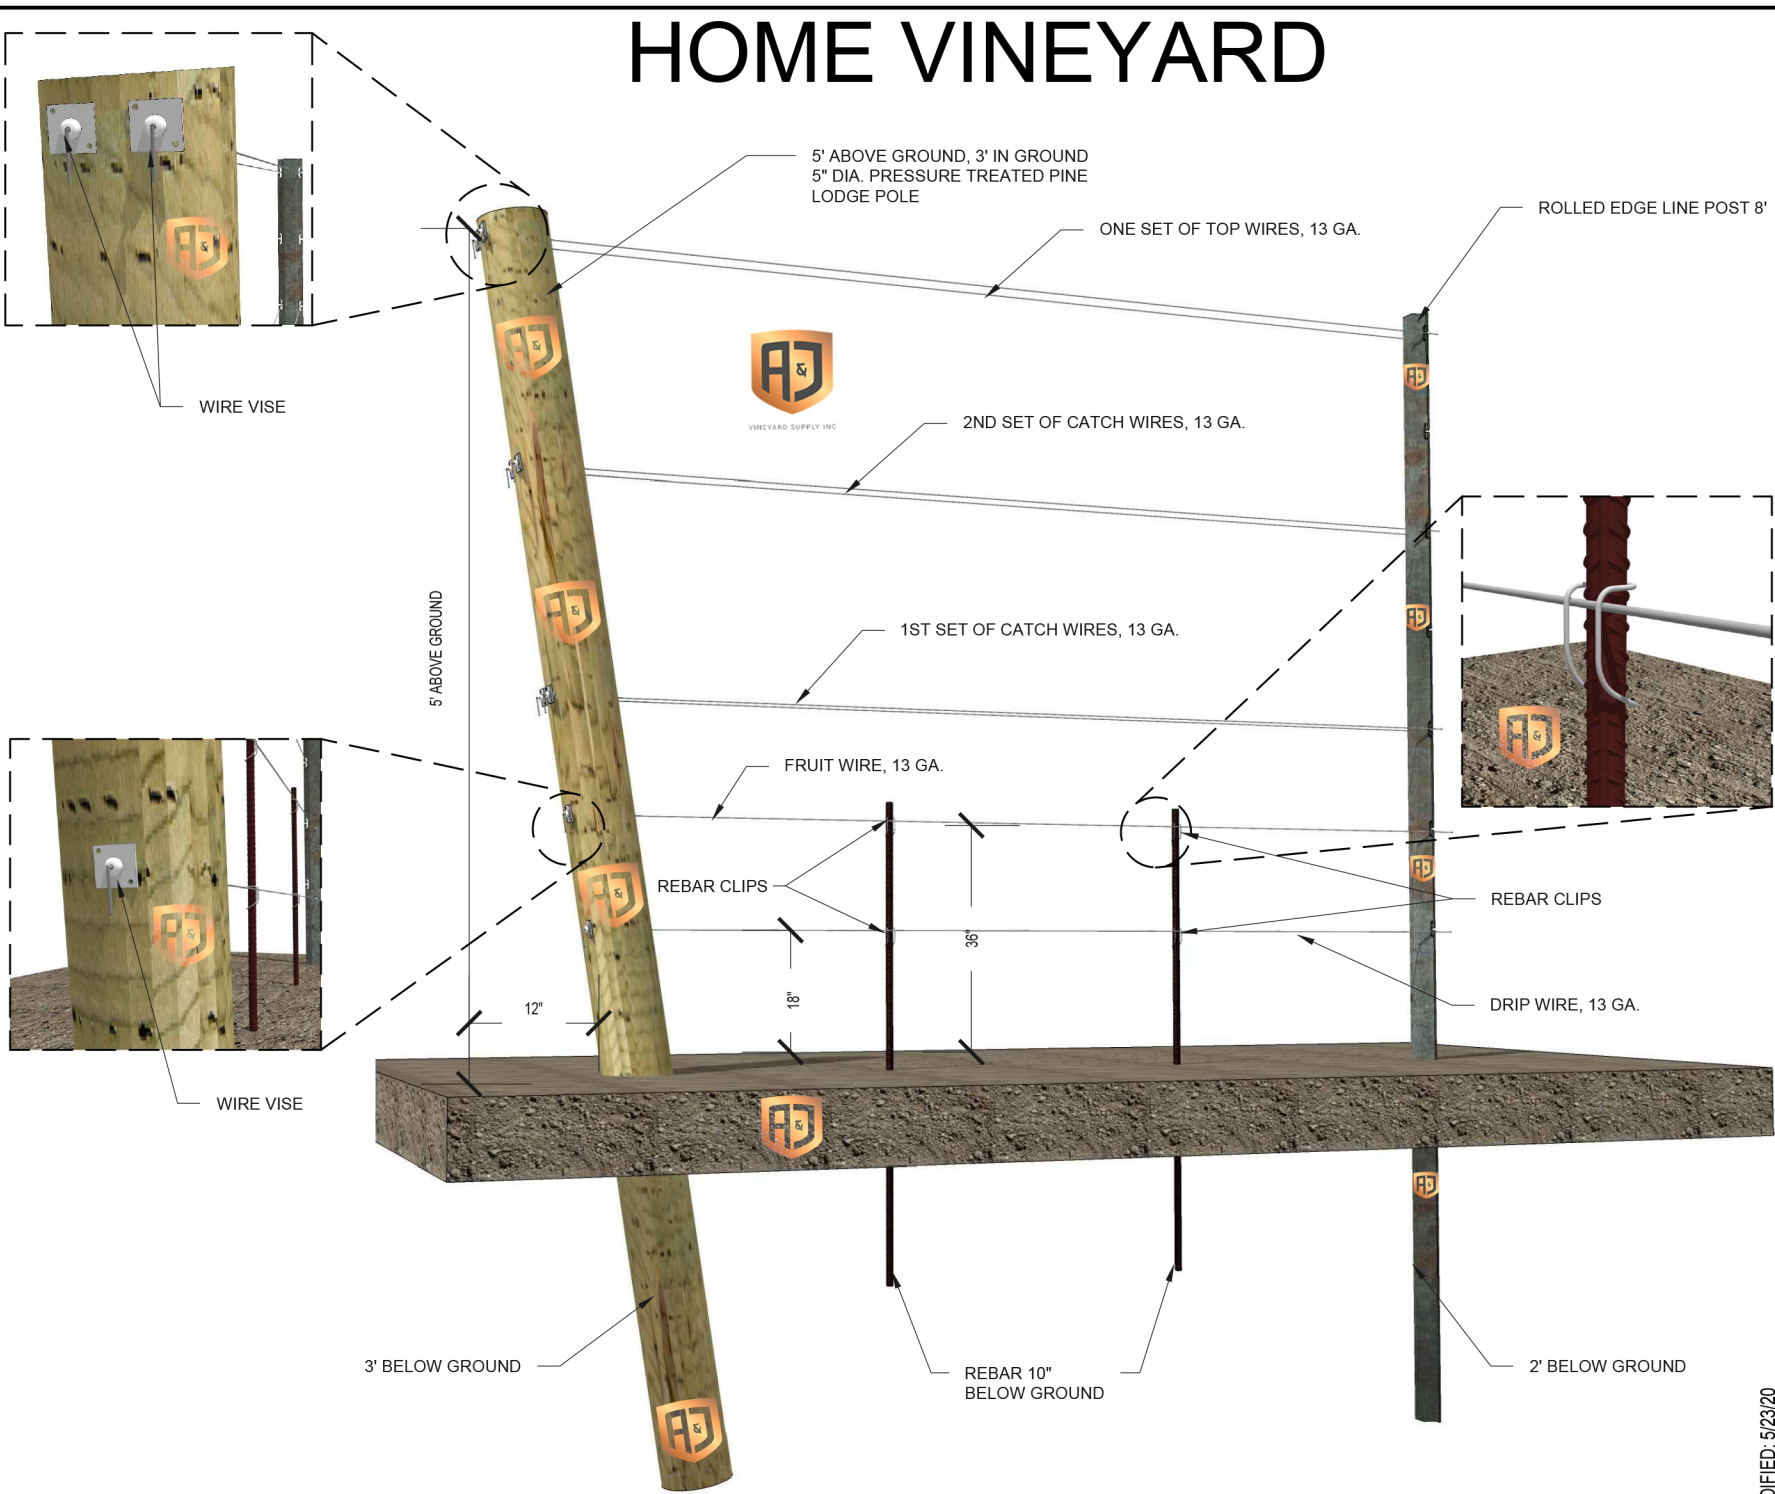 HOME VINEYARD
5' ABOVE GROUND, 3' IN GROUND
5" DIA. PRESSURE TREATED PINE
LODGE POLE
ROLLED EDGE LINE POST 8'
ONE SET OF TOP WIRES, 13 GA.
A&J
A&J
A&J
A&J
VINEYARD SUPPLY INC
A&J
WIRE VISE
2ND SET OF CATCH WIRES, 13 GA.
5' ABOVE GROUND
A&J
A&J
1ST SET OF CATCH WIRES, 13 GA.
A&J
FRUIT WIRE, 13 GA.
REBAR CLIPS
A&J
A&J
REBAR CLIPS
A&J
36"
18"
12"
DRIP WIRE, 13 GA.
WIRE VISE
A&J
A&J
3' BELOW GROUND
REBAR 10"
BELOW GROUND
2' BELOW GROUND
A&J
DIFIED: 5/23/20